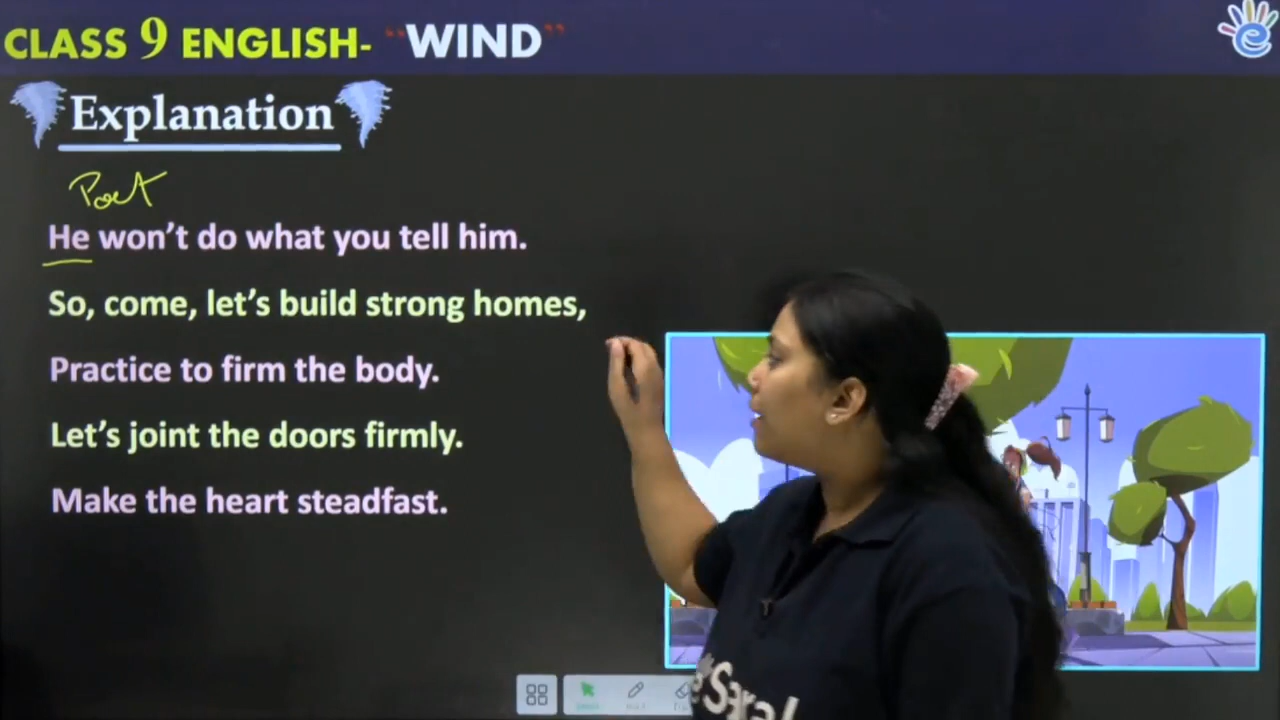 CLASS 9 ENGLISH- "WIND"
Explanation
Poet
He won't do what you tell him.
So, come, let's build strong homes,
Practice to firm the body.
Let's joint the doors firmly.
Make the heart steadfast.
Saral